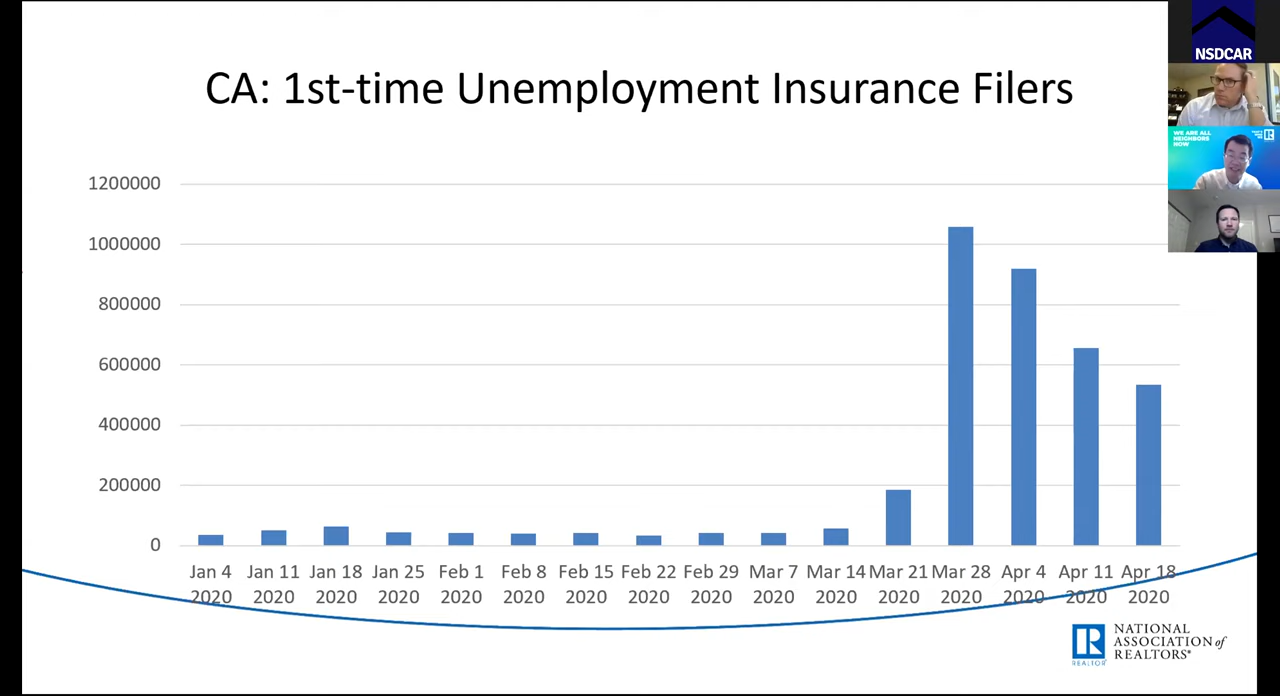 CA: 1st-time Unemployment Insurance Filers
NSDCAR
WE ARE ALL
NEIGHBORS
NOW
R
1200000
1000000
800000
600000
400000
200000
0
Jan 4 Jan 11 Jan 18 Jan 25 Feb 1 Feb 8 Feb 15 Feb 22 Feb 29 Mar 7 Mar 14 Mar 21 Mar 28 Apr 4 Apr 11 Apr 18
2020 2020 2020 2020 2020 2020 2020 2020 2020 2020 2020 2020 2020 2020 2020 2020
R
REALTOR®
NATIONAL
ASSOCIATION of
REALTORS®